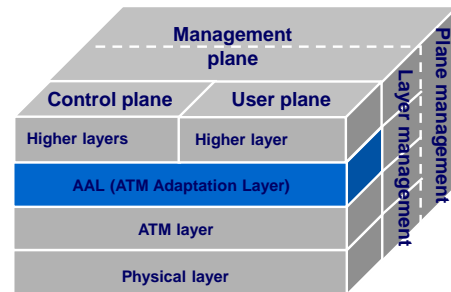 Management
plane
Control plane
User plane
Higher layers
Higher layer
AAL (ATM Adaptation Layer)
ATM layer
Physical layer
Layer management
Plane management